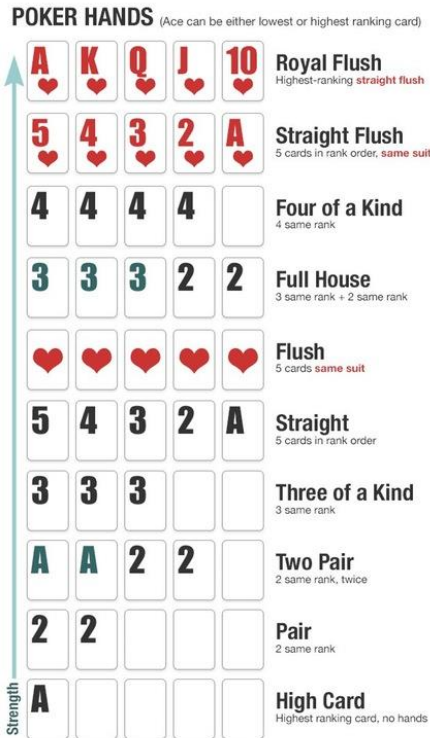 POKER HANDS (Ace can be either lowest or highest ranking card)
A K Q J 10 Royal Flush
Highest-ranking straight flush
5 4 3 2 A Straight Flush
5 cards in rank order, same suit
4 4 4 4 Four of a Kind
4 same rank
3 3 3 2 2 Full House
3 same rank + 2 same rank
Flush
5 cards same suit
5 4 3 2 A Straight
5 cards in rank order
3 3 3 Three of a Kind
3 same rank
A A 2 2 Two Pair
2 same rank, twice
2 2 Pair
2 same rank
A High Card
Highest ranking card, no hands
Strength